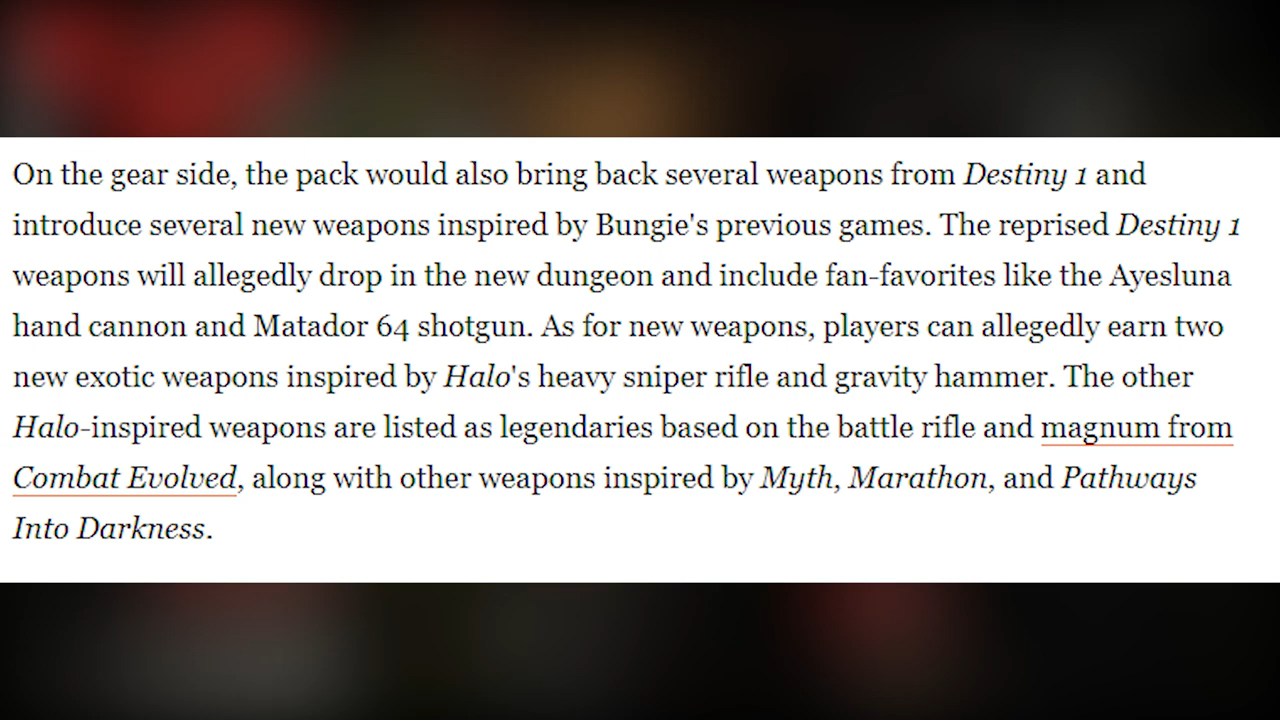 On the gear side, the pack would also bring back several weapons from Destiny 1 and
introduce several new weapons inspired by Bungie's previous games. The reprised Destiny 1
weapons will allegedly drop in the new dungeon and include fan-favorites like the Ayesluna
hand cannon and Matador 64 shotgun. As for new weapons, players can allegedly earn two
new exotic weapons inspired by Halo's heavy sniper rifle and gravity hammer. The other
Halo-inspired weapons are listed as legendaries based on the battle rifle and magnum from
Combat Evolved, along with other weapons inspired by Myth, Marathon, and Pathways
Into Darkness.